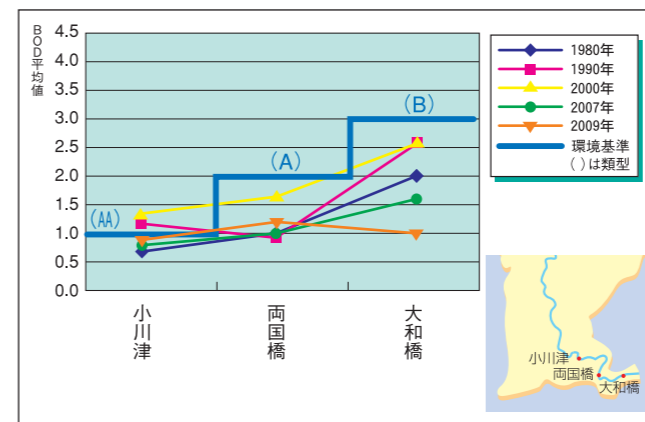 BOD平均値
4.5
4.0
3.5
3.0
2.5
2.0
1.5
1.0
0.5
0.0
(AA)
(A)
(B)
小川津
両国橋
大和橋
1980年
1990年
2000年
2007年
2009年
環境基準
( )は類型
小川津
両国橋
大和橋